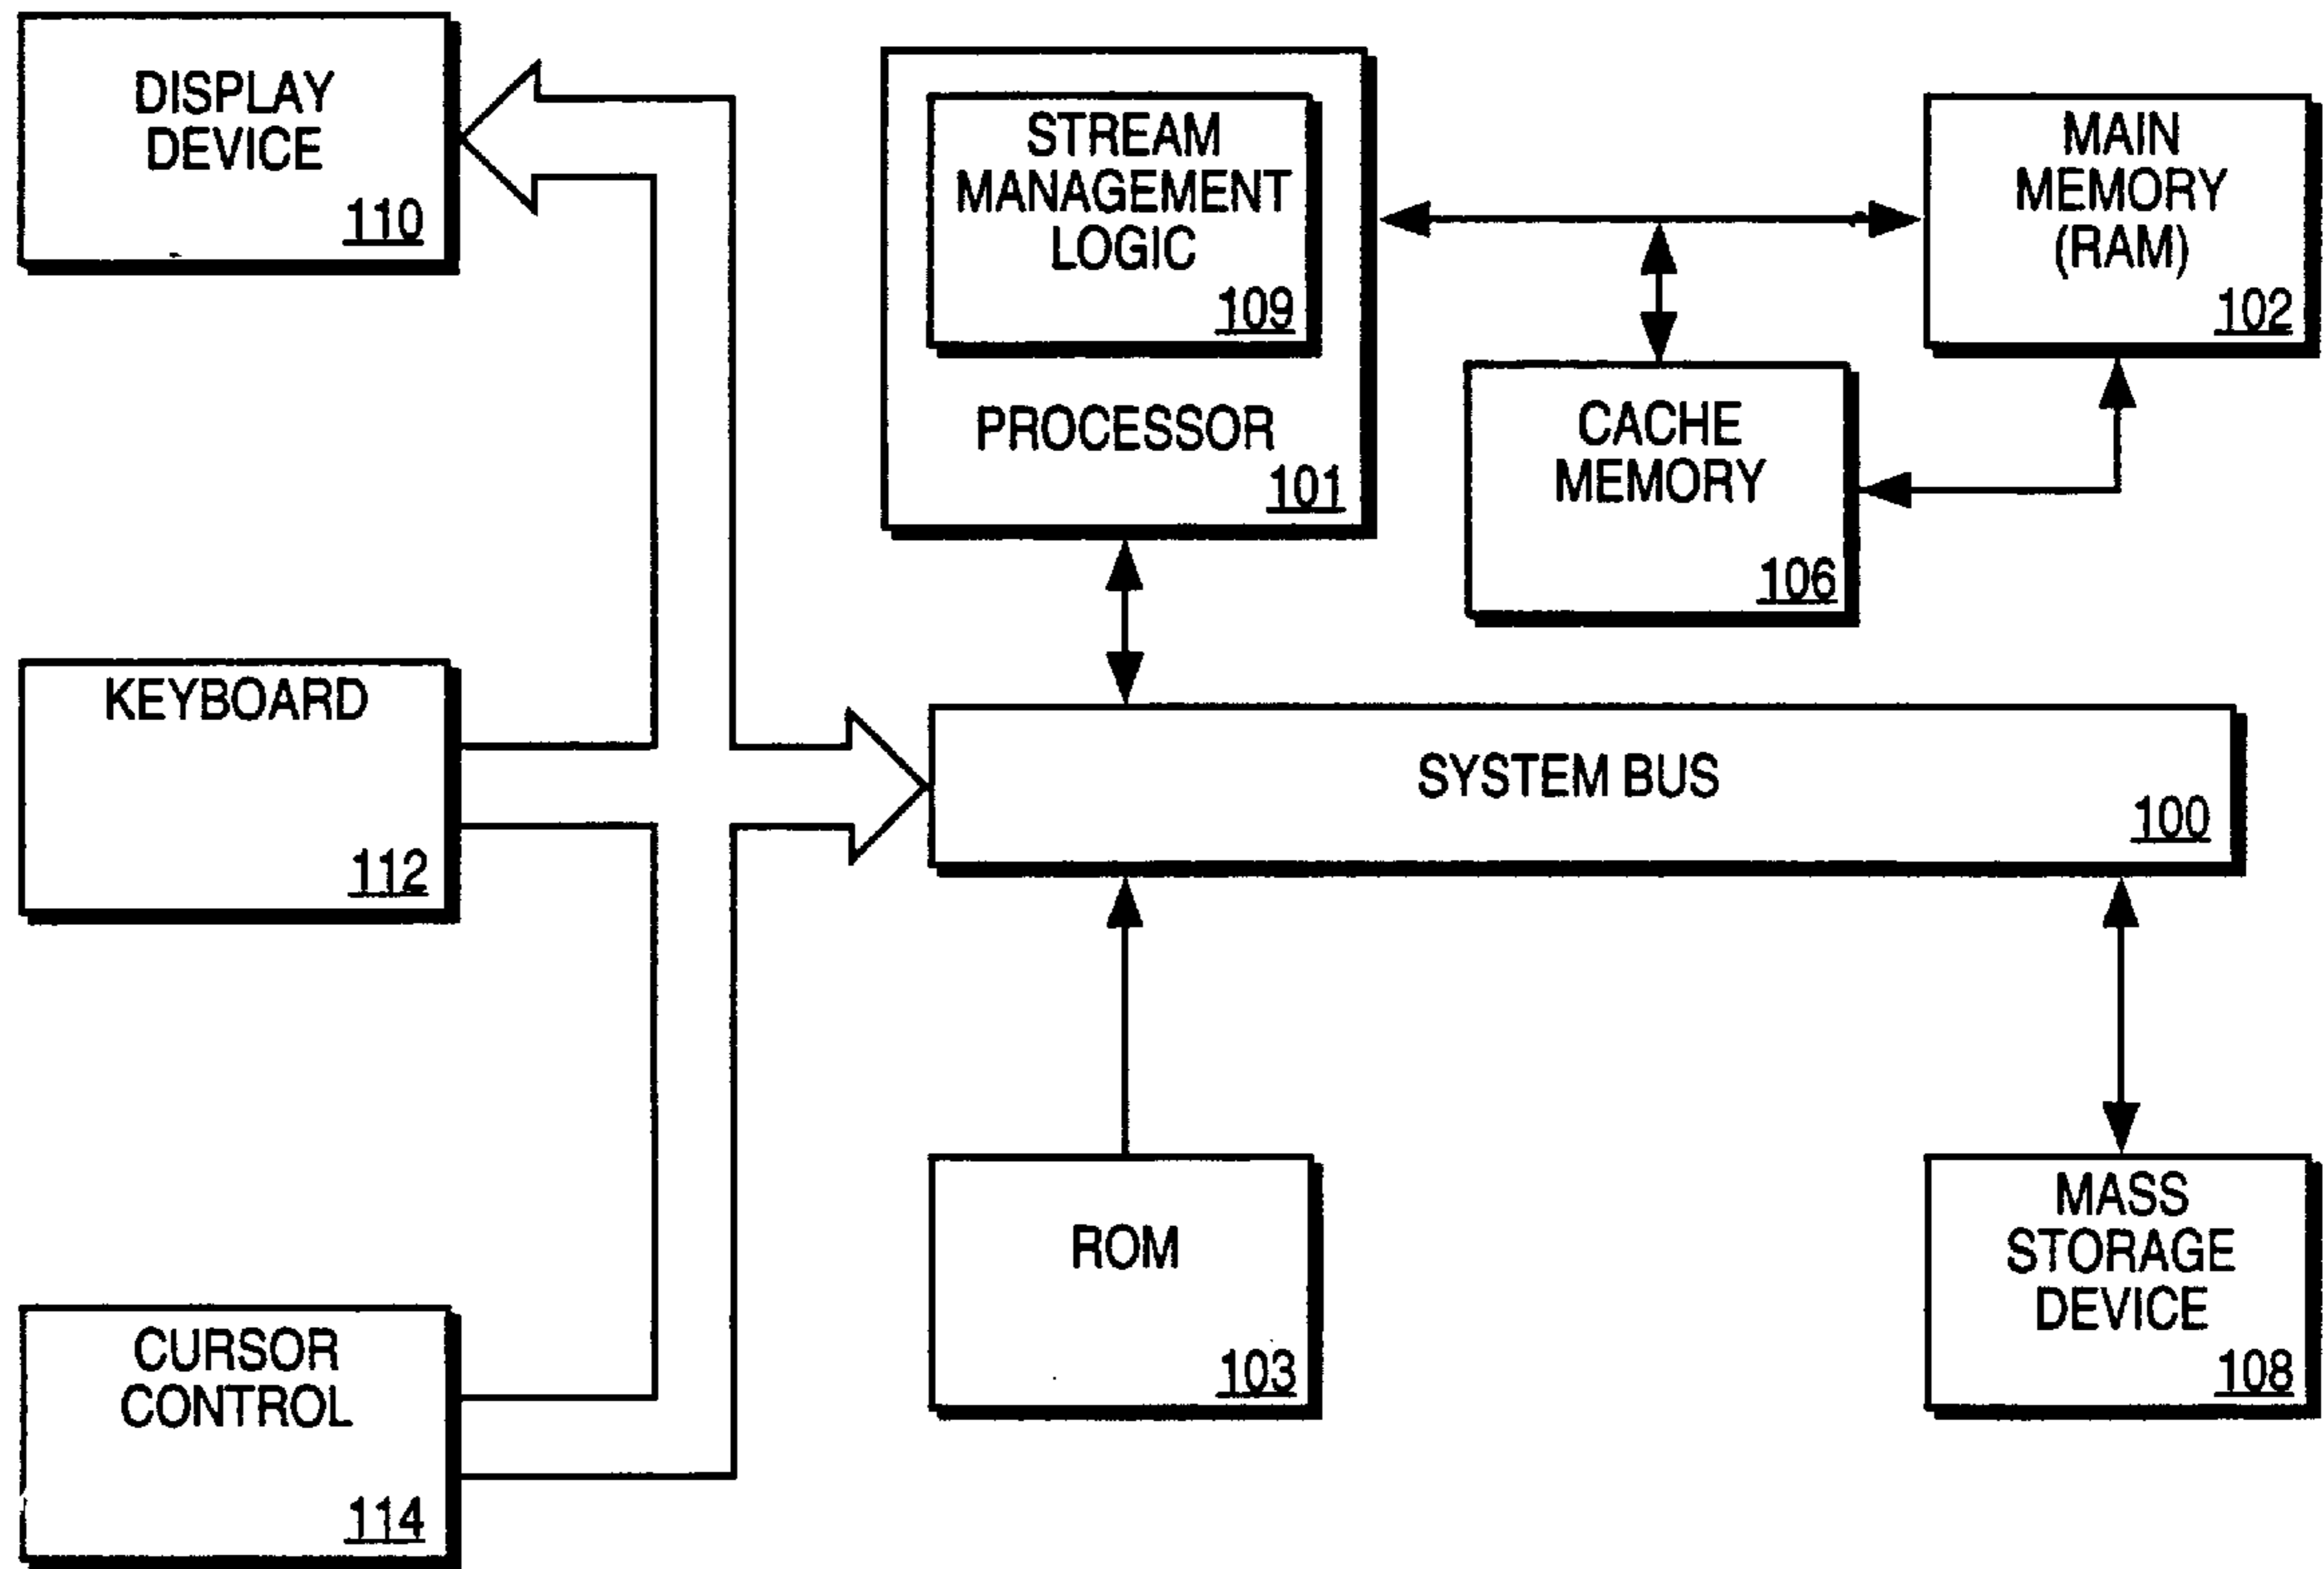 DISPLAY
DEVICE
110
STREAM
MANAGEMENT
LOGIC
109
PROCESSOR
101
MAIN
MEMORY
(RAM)
102
CACHE
MEMORY
106
KEYBOARD
112
SYSTEM BUS
100
CURSOR
CONTROL
114
ROM
103
MASS
STORAGE
DEVICE
108